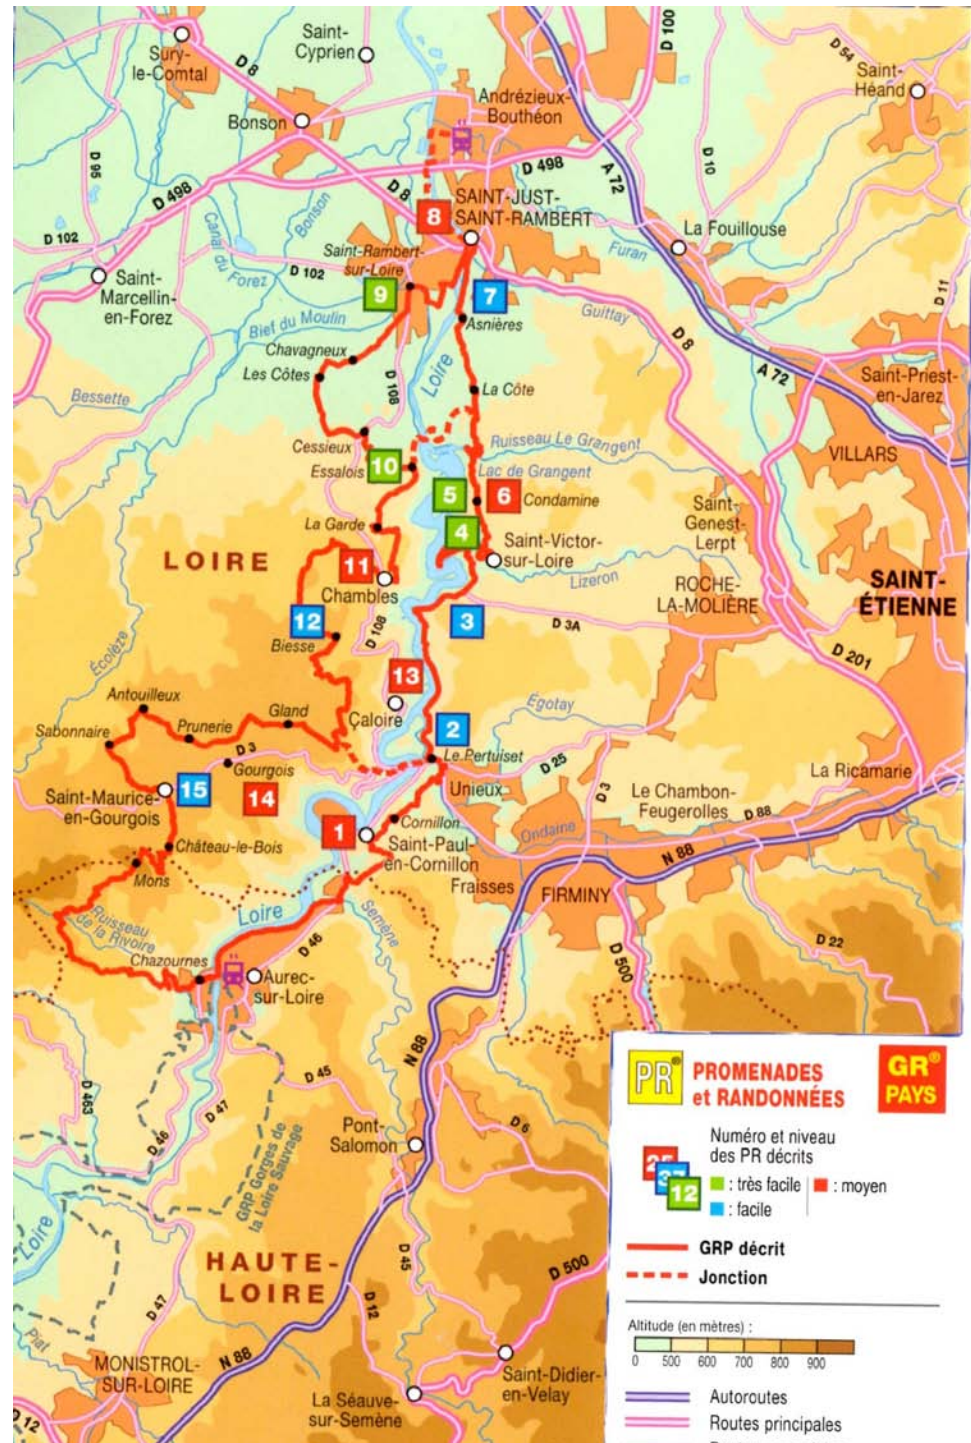 Sury-
le-Comtal
Saint-
Cyprien
D 8
D 100
D 54
Saint-
Héand
Bonson
Andrézieux-
Bouthéon
D 95
D 498
D 498
A 72
D 10
D 8
Bonson
Canal du Forez
8
SAINT-JUST-
SAINT-RAMBERT
La Fouillouse
Furan
D 102
D 102
Saint-Rambert-
sur-Loire
Saint-
Marcellin-
en-Forez
9
7
D 11
Bief du Moulin
Asnières
Guittay
D 8
Chavagneux
Les Côtes
Loire
A 72
D 108
Saint-Priest-
en-Jarez
La Côte
Bessette
Cessieux
Ruisseau Le Grangent
VILLARS
10
Essalois
Lac de Grangent
5
6
Condamine
Saint-
Genest-
Lerpt
La Garde
4
LOIRE
Saint-Victor-
sur-Loire
11
Chambles
Lizeron
ROCHE-
LA-MOLIÈRE
SAINT-
ÉTIENNE
12
3
D 3A
Biesse
D 108
Écolèze
D 201
13
Antouilleux
Égotay
Gland
Çaloire
2
Sabonnaire
Prunerie
D 3
Le Pertuiset
Gourgois
D 25
La Ricamarie
15
14
Unieux
D 3
Le Chambon-
Feugerolles
Saint-Maurice-
en-Gourgois
Cornillon
D 88
1
Saint-Paul-
en-Cornillon
Ondaine
N 88
Château-le-Bois
Mons
Fraisses
FIRMINY
Loire
Semène
Ruisseau
de la Rivoire
D 46
D 22
Chazournes
Aurec-
sur-Loire
D 500
N 88
D 45
D 463
D 46
D 47
GRP Gorges de
la Loire Sauvage
Pont-
Salomon
D 6
Loire
HAUTE-
LOIRE
D 45
D 500
D 12
D 47
Piat
N 88
MONISTROL-
SUR-LOIRE
Saint-Didier-
en-Velay
La Séauve-
sur-Semène
D 12
PR®
PROMENADES
et RANDONNÉES
GR®
PAYS
25
37
12
Numéro et niveau
des PR décrits
: très facile
: moyen
: facile
GRP décrit
Jonction
Altitude (en mètres) :
0 500 600 700 800 900
Autoroutes
Routes principales